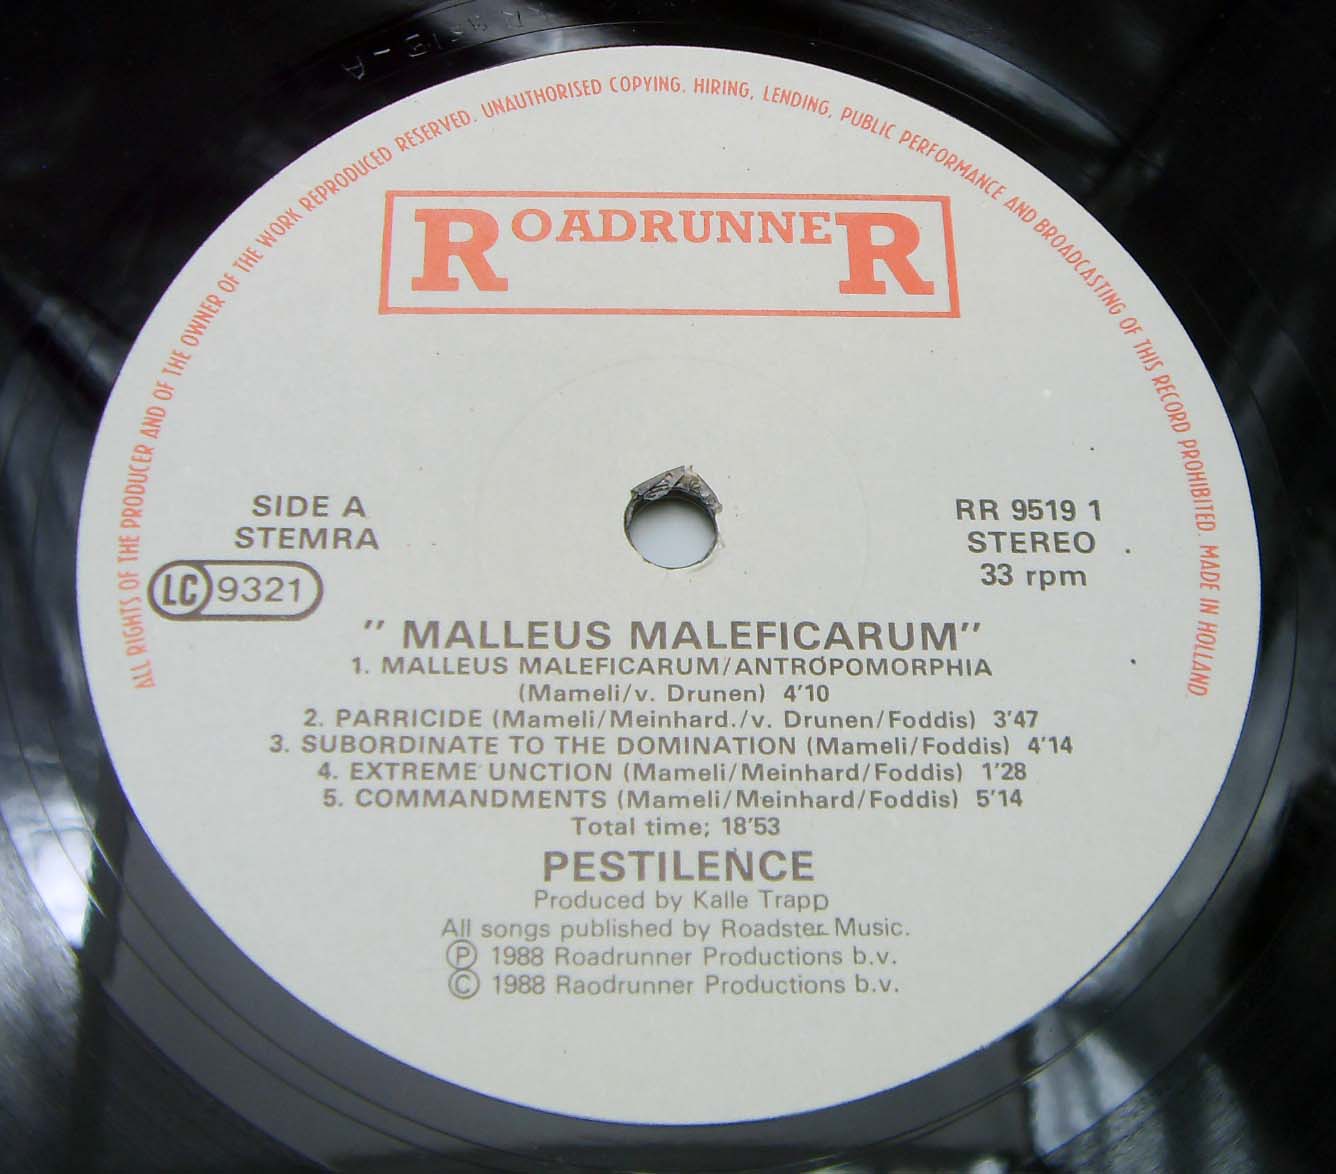 ALL RIGHTS OF THE PRODUCER AND OF THE OWNER OF THE WORK REPRODUCED RESERVED. UNAUTHORISED COPYING. HIRING, LENDING, PUBLIC PERFORMANCE AND BROADCASTING OF THIS RECORD PROHIBITED. MADE IN HOLLAND.
ROADRUNNER
SIDE A
STEMRA
LC 9321
RR 9519 1
STEREO
33 rpm
" MALLEUS MALEFICARUM"
1. MALLEUS MALEFICARUM/ANTROPOMORPHIA
(Mameli/v. Drunen) 4'10
2. PARRICIDE (Mameli/Meinhard./v. Drunen/Foddis) 3'47
3. SUBORDINATE TO THE DOMINATION (Mameli/Foddis) 4'14
4. EXTREME UNCTION (Mameli/Meinhard/Foddis) 1'28
5. COMMANDMENTS (Mameli/Meinhard/Foddis) 5'14
Total time; 18'53
PESTILENCE
Produced by Kalle Trapp
All songs published by Roadster Music.
Ⓟ 1988 Roadrunner Productions b.v.
© 1988 Raodrunner Productions b.v.